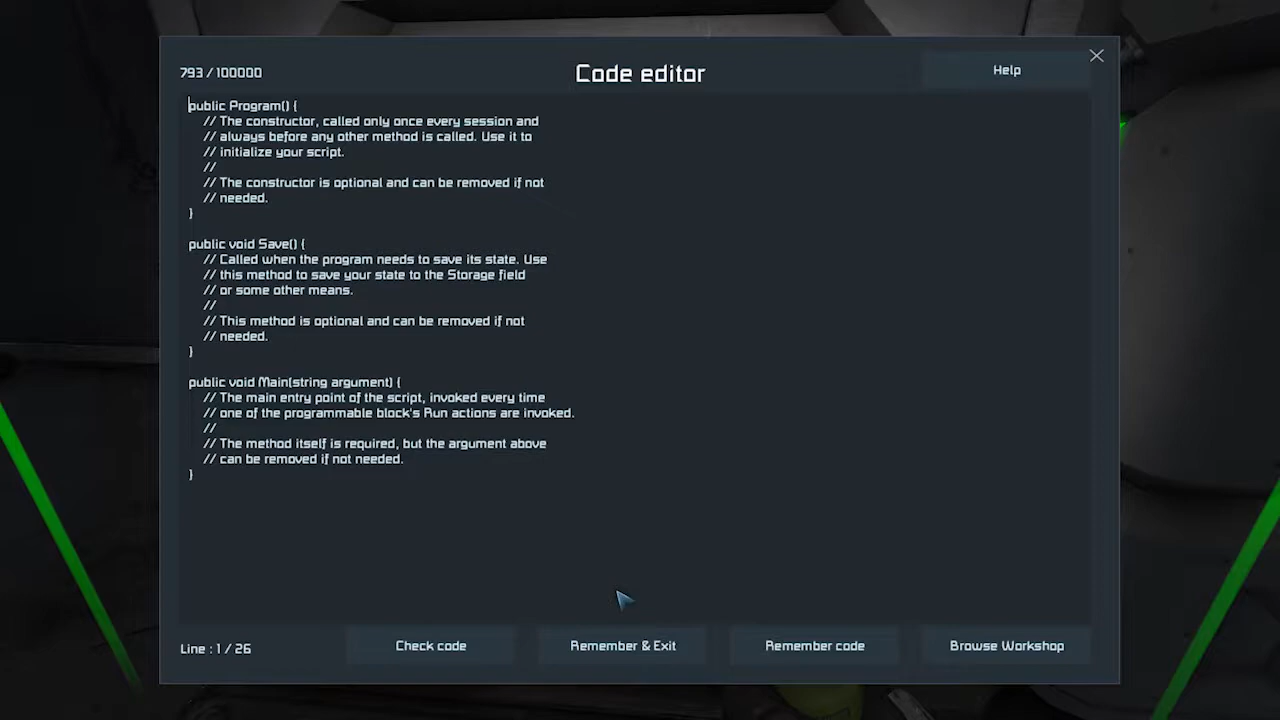 793 / 100000
Code editor
Help
public Program() {
// The constructor, called only once every session and
// always before any other method is called. Use it to
// initialize your script.
//
// The constructor is optional and can be removed if not
// needed.
}
public void Save() {
// Called when the program needs to save its state. Use
// this method to save your state to the Storage field
// or some other means.
//
// This method is optional and can be removed if not
// needed.
}
public void Main(string argument) {
// The main entry point of the script, invoked every time
// one of the programmable block's Run actions are invoked.
//
// The method itself is required, but the argument above
// can be removed if not needed.
}
Line : 1 / 26
Check code
Remember & Exit
Remember code
Browse Workshop